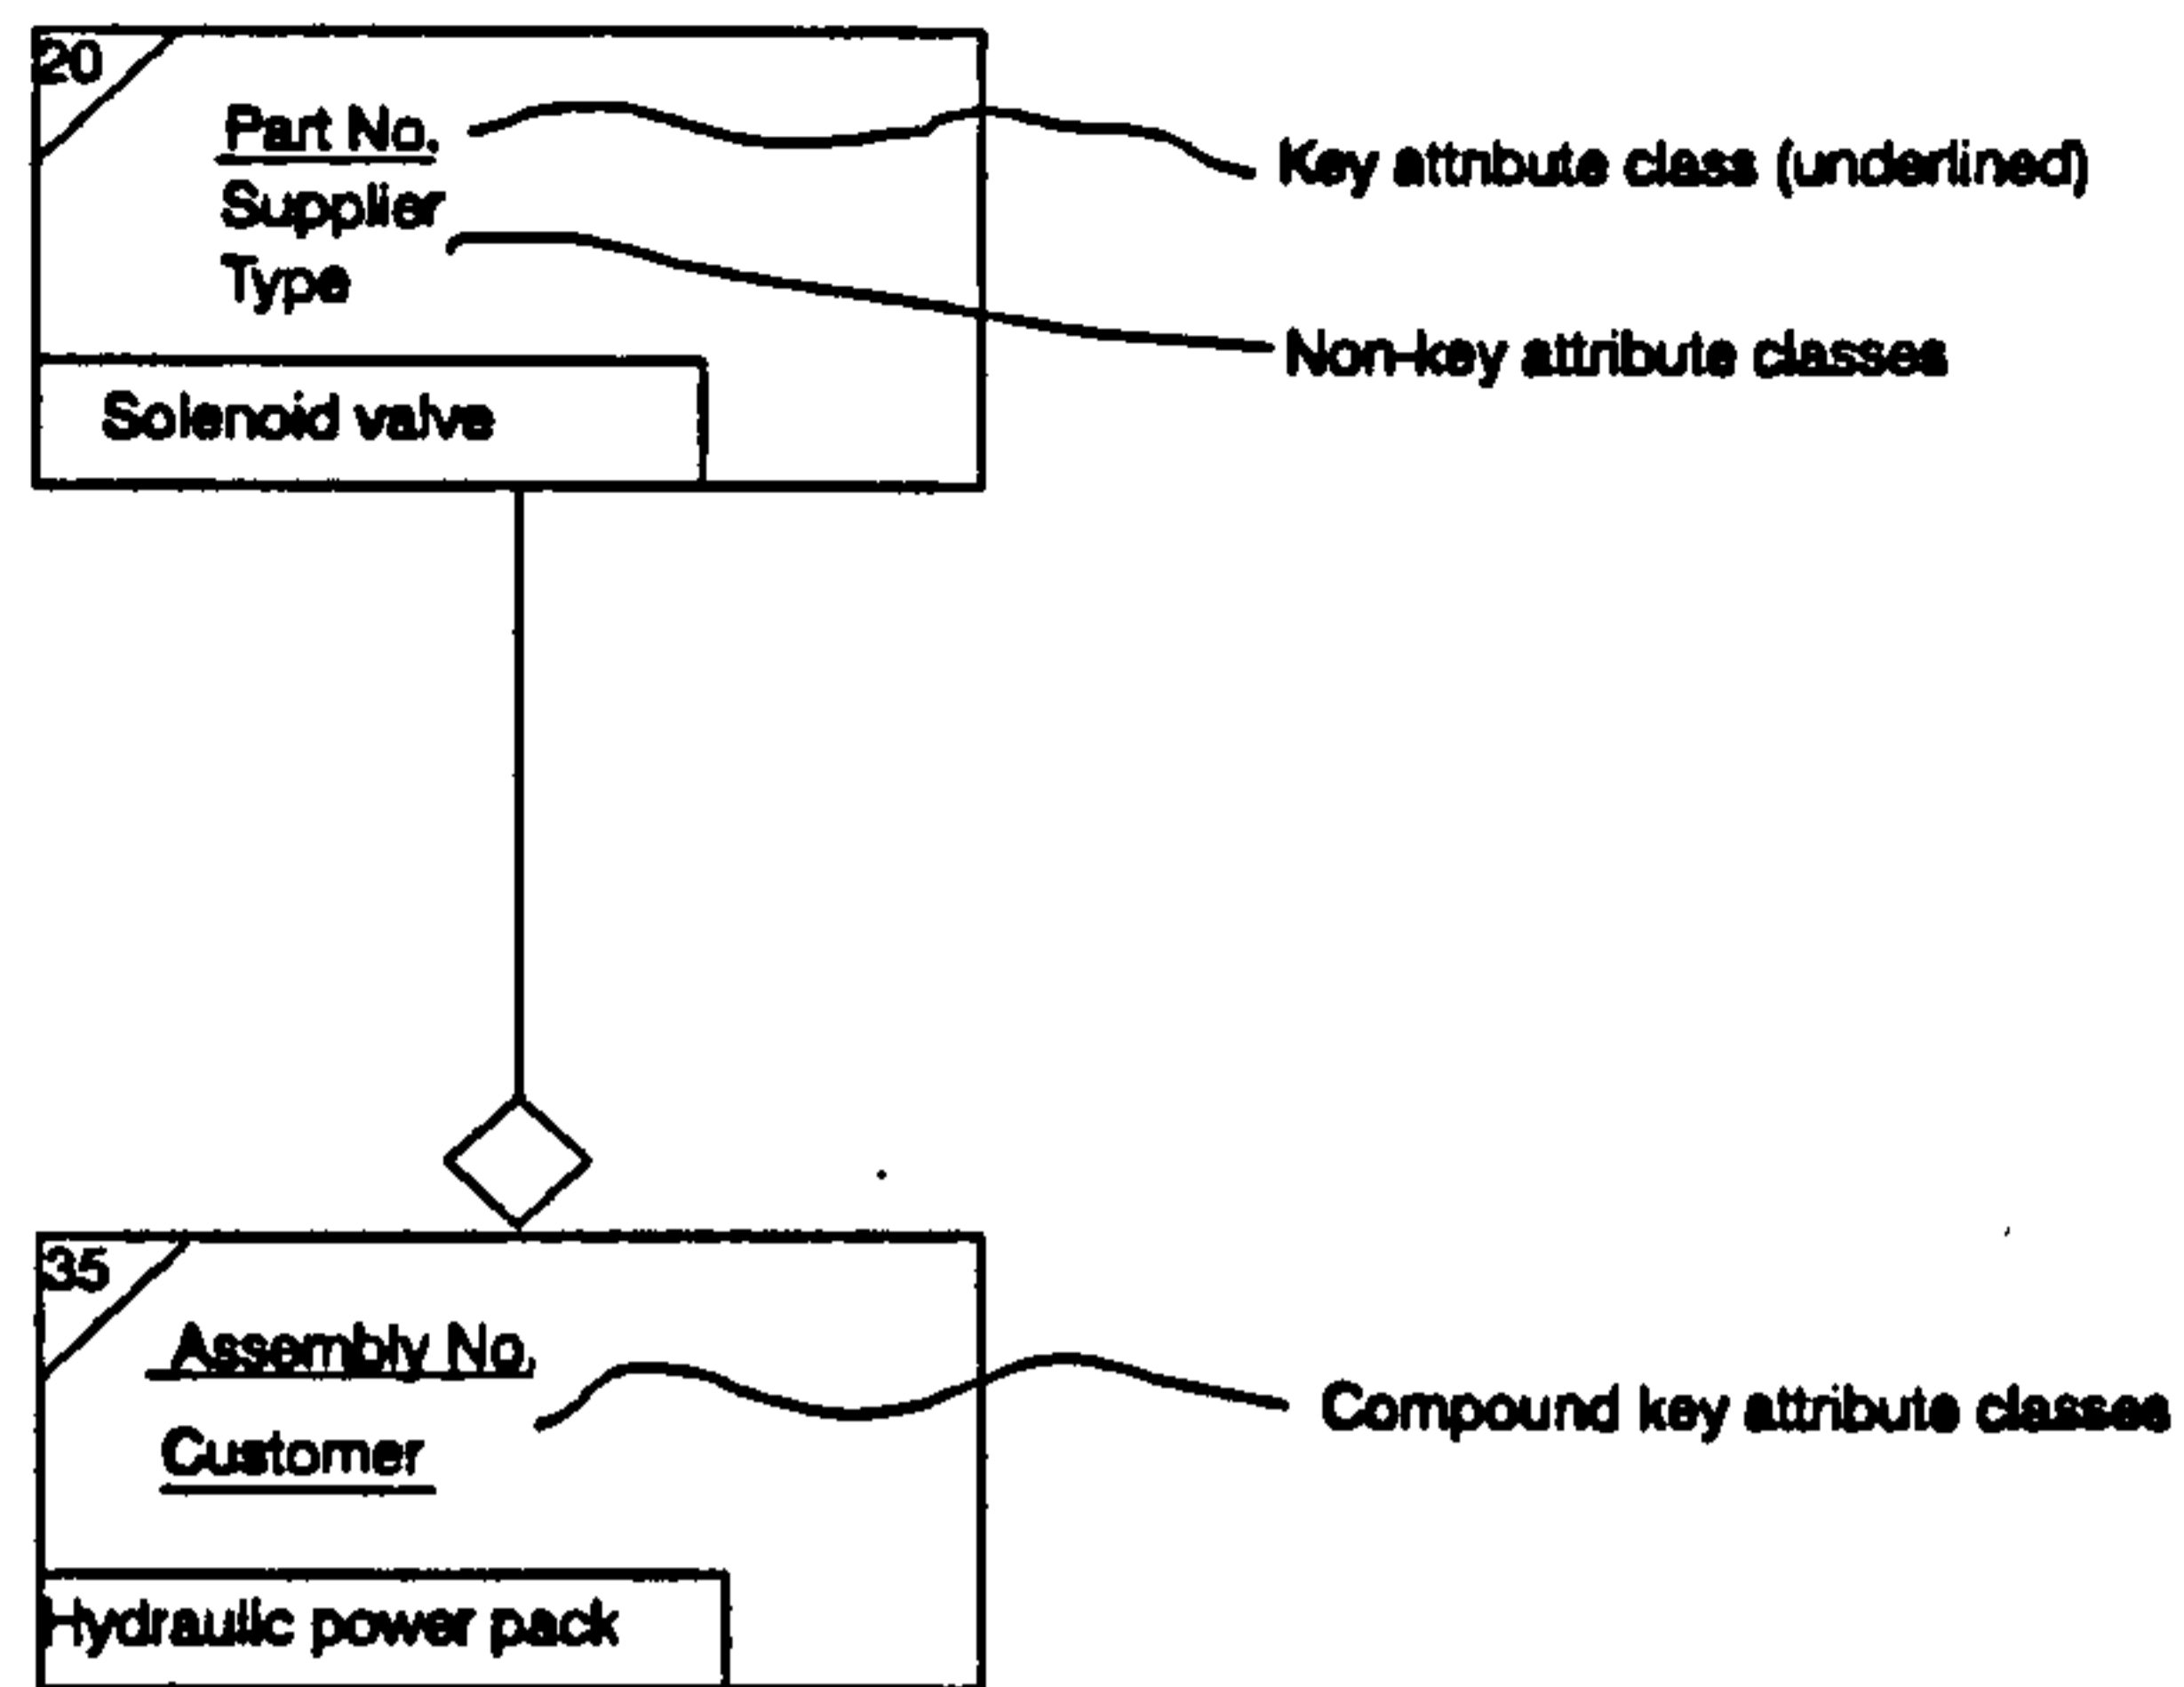 20
Part No.
Key attribute class (underlined)
Supplier
Type
Non-key attribute classes
Solenoid valve
35
Assembly No.
Compound key attribute classes
Customer
Hydraulic power pack